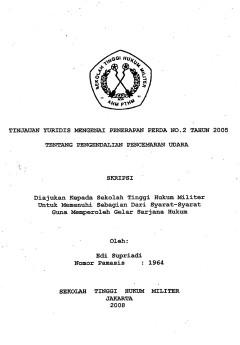 SEKOLAH TINGGI HUKUM MILITER
AHM PTHM
TINJAUAN YURIDIS MENGENAI PENERAPAN PERDA NO.2 TAHUN 2005
TENTANG PENGENDALIAN PENCEMARAN UDARA
SKRIPSI
Diajukan Kepada Sekolah Tinggi Hukum Militer
Untuk Memenuhi Sebagian Dari Syarat-Syarat
Guna Memperoleh Gelar Sarjana Hukum
Oleh:
Edi Supriadi
Nomor Pamasis : 1964
SEKOLAH TINGGI HUKUM MILITER
JAKARTA
2008